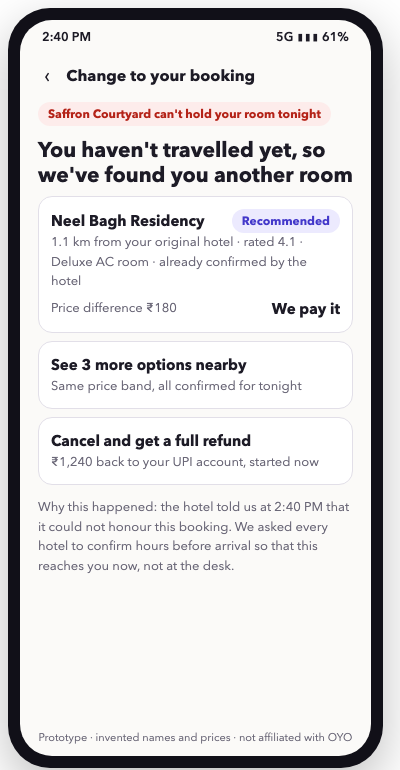 2:40 PM 5G 61%
‹ Change to your booking
Saffron Courtyard can't hold your room tonight
You haven't travelled yet, so
we've found you another room
Neel Bagh Residency Recommended
1.1 km from your original hotel · rated 4.1 ·
Deluxe AC room · already confirmed by the
hotel
Price difference ₹180 We pay it
See 3 more options nearby
Same price band, all confirmed for tonight
Cancel and get a full refund
₹1,240 back to your UPI account, started now
Why this happened: the hotel told us at 2:40 PM that
it could not honour this booking. We asked every
hotel to confirm hours before arrival so that this
reaches you now, not at the desk.
Prototype · invented names and prices · not affiliated with OYO